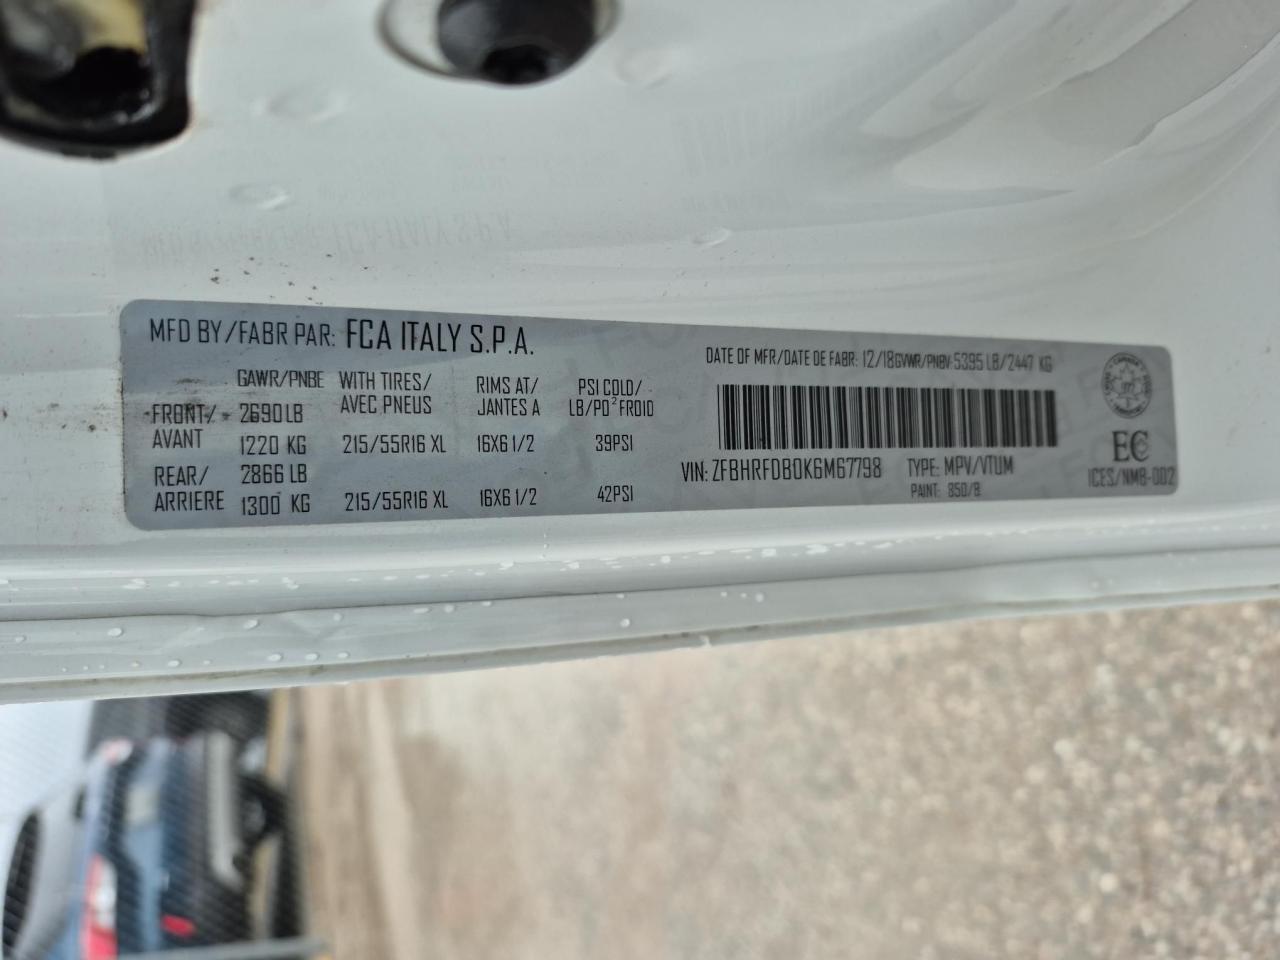 MFD BY/FABR PAR: FCA ITALY S.P.A.
DATE OF MFR/DATE DE FABR: 12/18 GVWR/PNBV 5395 LB/2447 KG
GAWR/PNBE WITH TIRES/ RIMS AT/ PSI COLD/
AVEC PNEUS JANTES A LB/PO² FROID
FRONT/ 2690 LB
AVANT 1220 KG 215/55R16 XL 16X6 1/2 39PSI
REAR/ 2866 LB
ARRIERE 1300 KG 215/55R16 XL 16X6 1/2 42PSI
VIN: ZFBHRFDB0K6M67798 TYPE: MPV/VTUM
PAINT: 850/B
EC
ICES/NMB-002